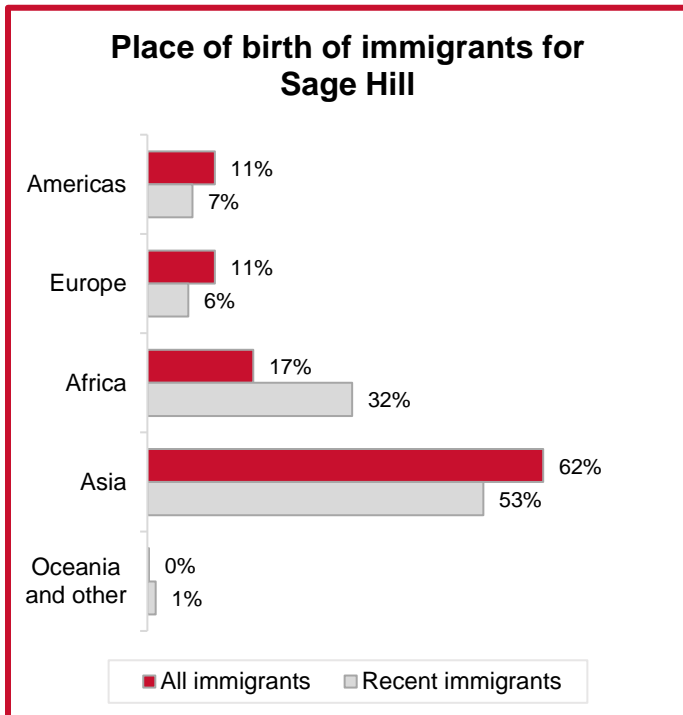 Place of birth of immigrants for
Sage Hill
Americas
11%
7%
Europe
11%
6%
Africa
17%
32%
Asia
62%
53%
Oceania
and other
0%
1%
All immigrants
Recent immigrants